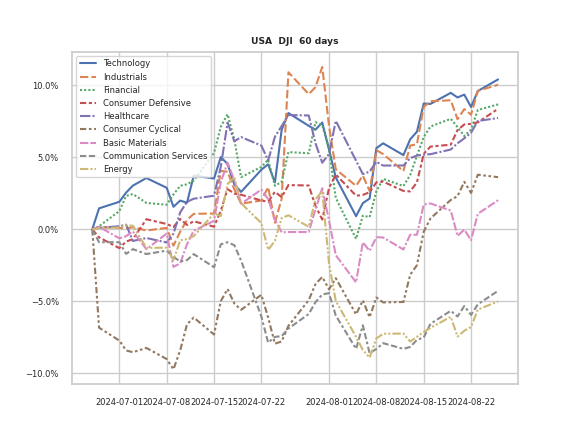 USA DJI 60 days
10.0%
5.0%
0.0%
−5.0%
−10.0%
Technology
Industrials
Financial
Consumer Defensive
Healthcare
Consumer Cyclical
Basic Materials
Communication Services
Energy
2024-07-01
2024-07-08
2024-07-15
2024-07-22
2024-08-01
2024-08-08
2024-08-15
2024-08-22